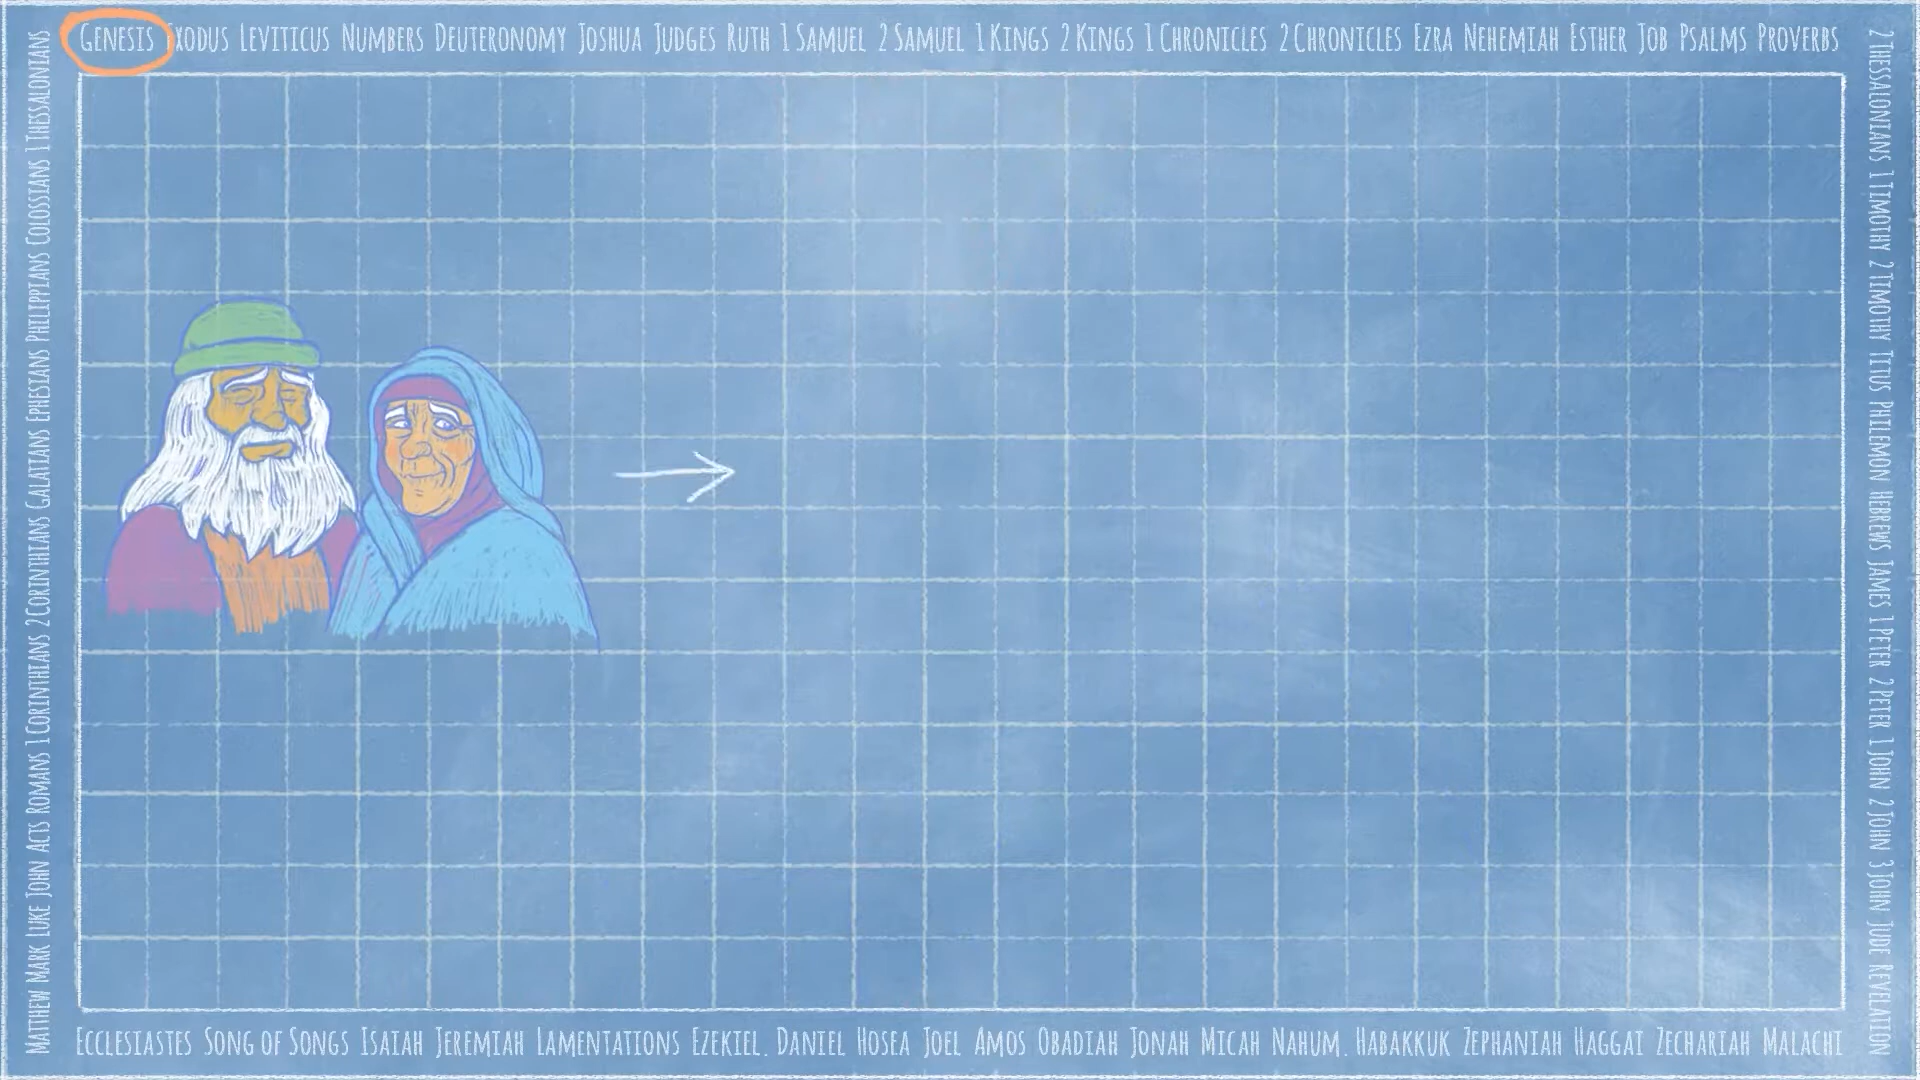 Genesis Exodus Leviticus Numbers Deuteronomy Joshua Judges Ruth 1 Samuel 2 Samuel 1 Kings 2 Kings 1 Chronicles 2 Chronicles Ezra Nehemiah Esther Job Psalms Proverbs
Matthew Mark Luke John Acts Romans 1 Corinthians 2 Corinthians Galatians Ephesians Philippians Colossians 1 Thessalonians
2 Thessalonians 1 Timothy 2 Timothy Titus Philemon Hebrews James 1 Peter 2 Peter 1 John 2 John 3 John Jude Revelation
Ecclesiastes Song of Songs Isaiah Jeremiah Lamentations Ezekiel. Daniel Hosea Joel Amos Obadiah Jonah Micah Nahum. Habakkuk Zephaniah Haggai Zechariah Malachi